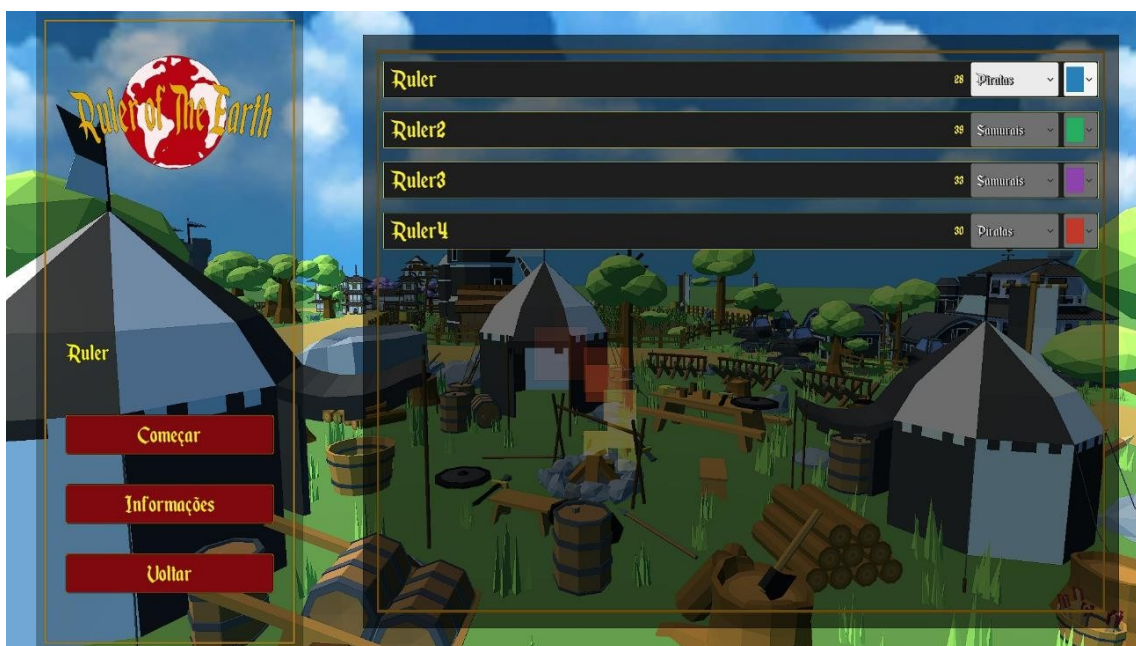 Ruler of The Earth
Ruler
Começar
Informações
Voltar
Ruler 28 Piratas
Ruler2 39 Samurais
Ruler3 33 Samurais
Ruler4 30 Piratas